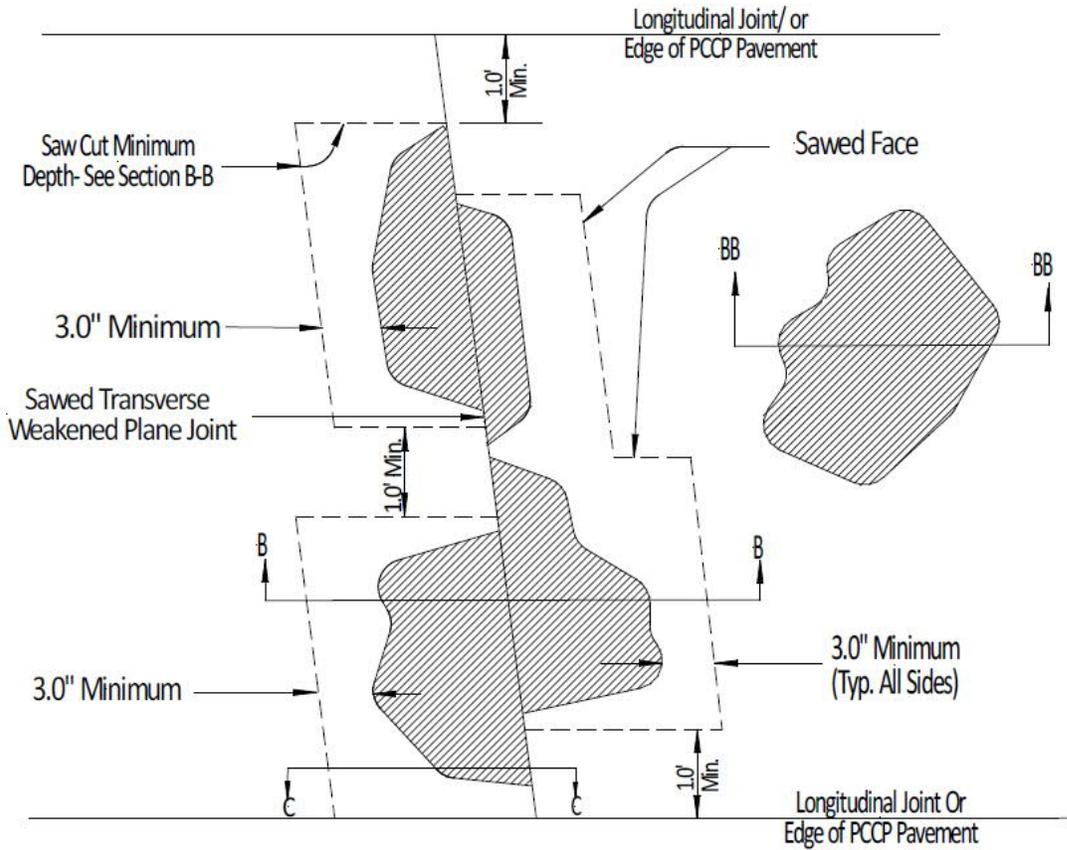 Longitudinal Joint/ or
Edge of PCCP Pavement
1.0'
Min.
Saw Cut Minimum
Depth- See Section B-B
Sawed Face
BB
BB
3.0" Minimum
Sawed Transverse
Weakened Plane Joint
1.0' Min.
B
B
3.0" Minimum
(Typ. All Sides)
3.0" Minimum
1.0'
Min.
C
C
Longitudinal Joint Or
Edge of PCCP Pavement